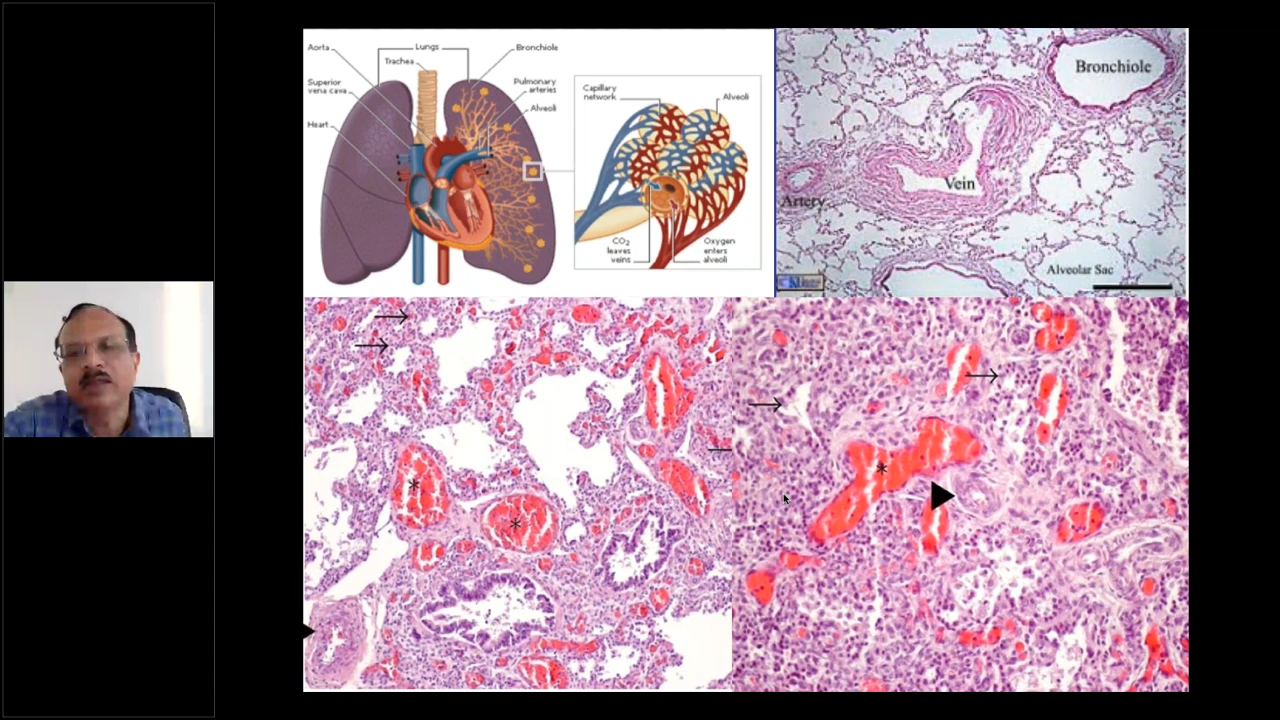 Aorta
Lungs
Bronchiole
Trachea
Superior
vena cava
Pulmonary
arteries
Heart
Alveoli
Capillary
network
Alveoli
CO2
leaves
veins
Oxygen
enters
alveoli
Bronchiole
Vein
Artery
Alveolar Sac
*
*
*